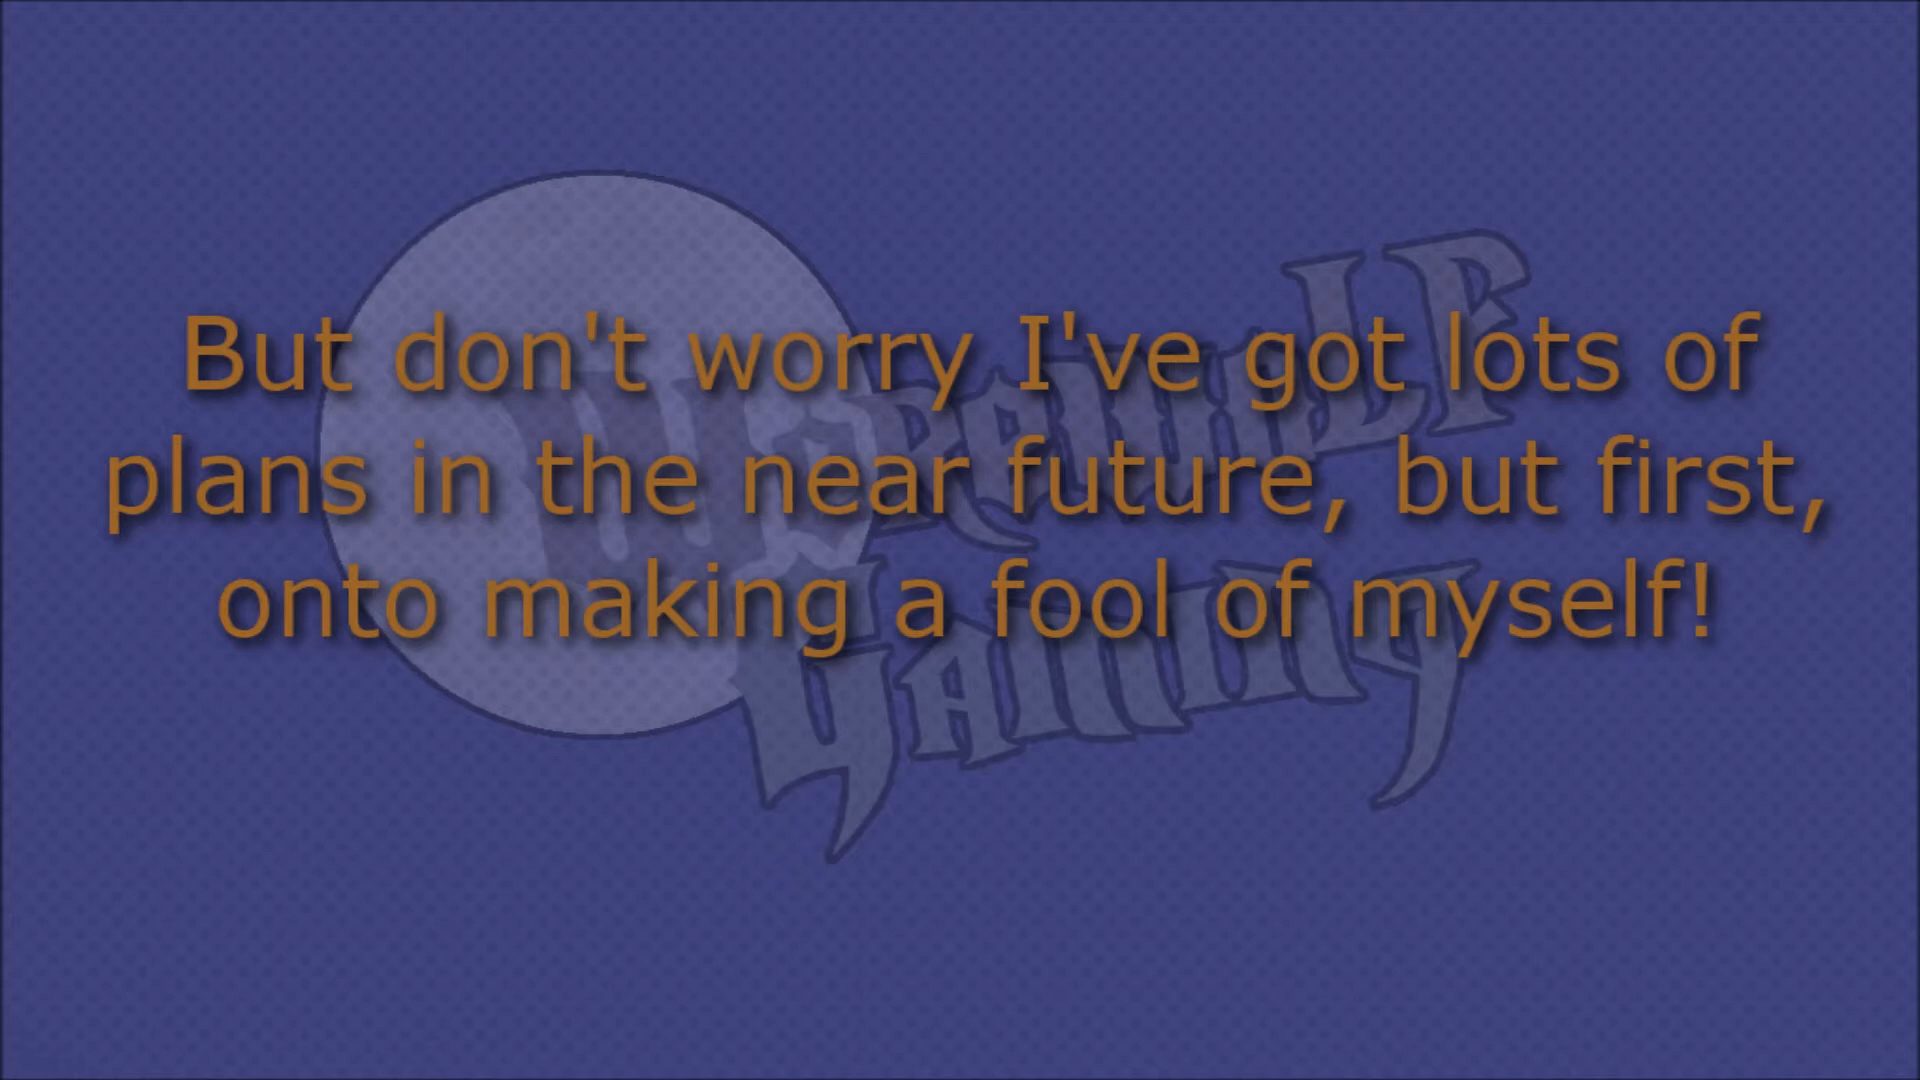 But don't worry I've got lots of
plans in the near future, but first,
onto making a fool of myself!
Gaming